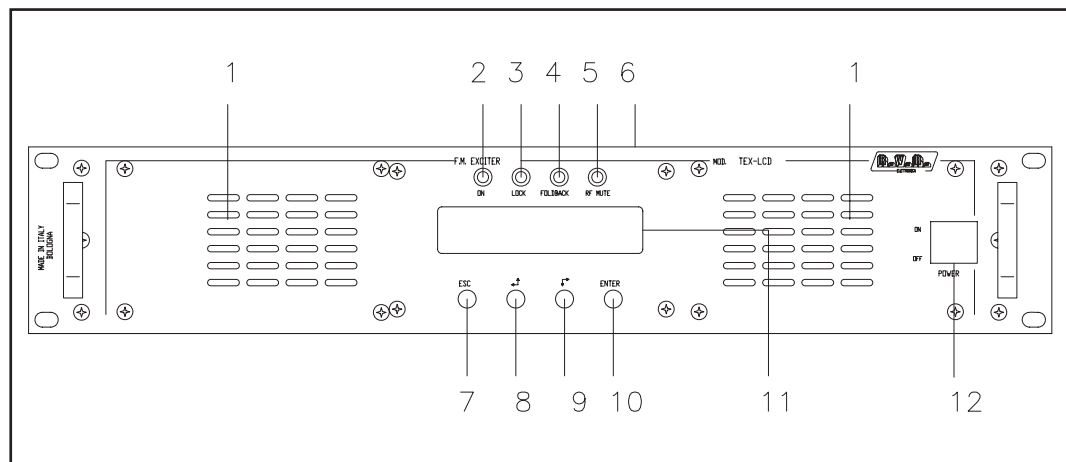 1 2 3 4 5 6 1
F.M. EXCITER MOD. TEX-LCD R.V.R.
ELETTRONICA
ON LOCK FOLDBACK RF MUTE
MADE IN ITALY
BOLOGNA
ON
OFF
POWER
ESC ENTER
7 8 9 10 11 12